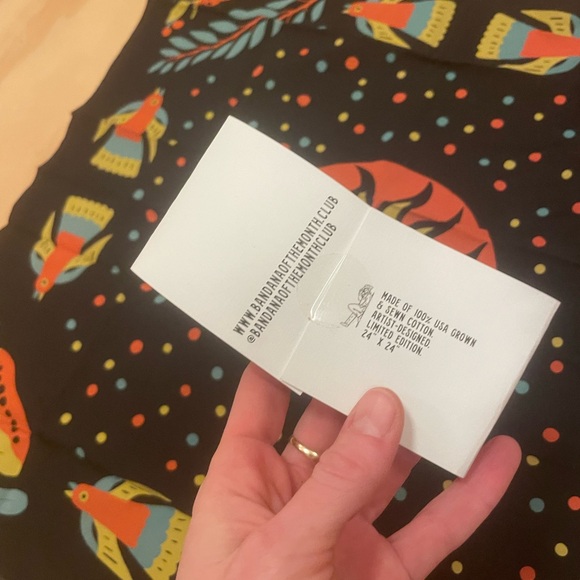 WWW.BANDANAOFTHEMONTH.CLUB
@BANDANAOFTHEMONTHCLUB
MADE OF 100% USA GROWN
& SEWN COTTON.
ARTIST-DESIGNED.
LIMITED EDITION.
24" X 24"